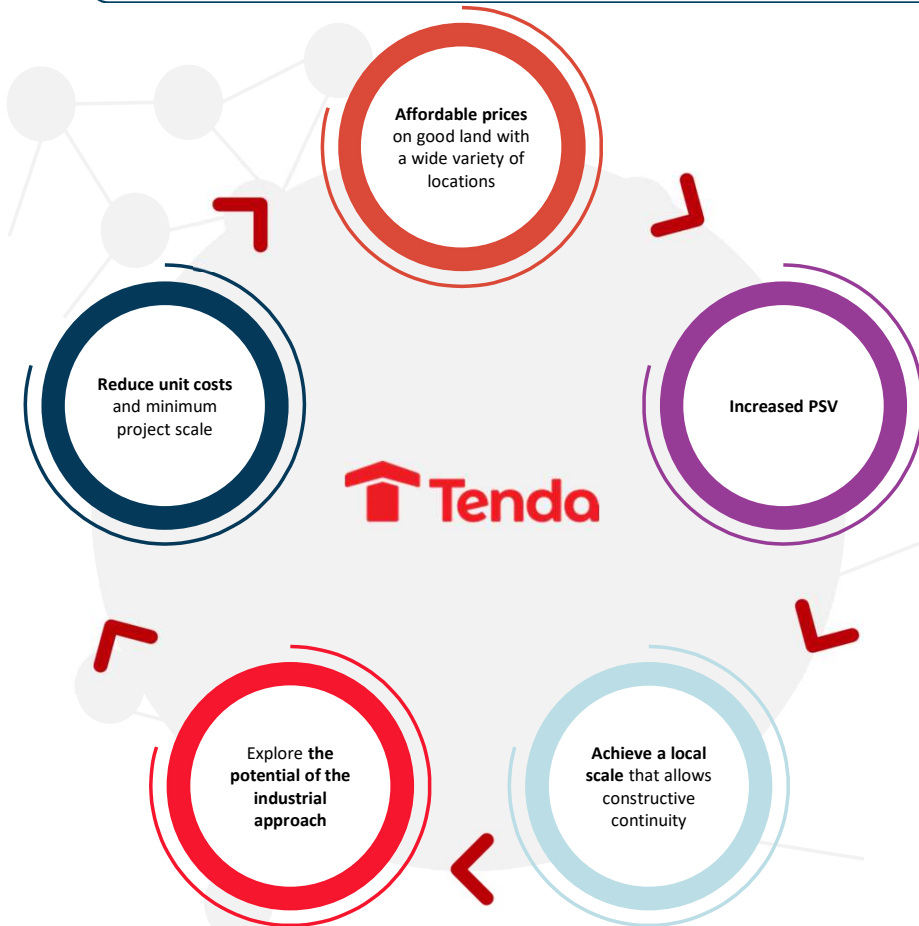 Affordable prices
on good land with
a wide variety of
locations
Increased PSV
Achieve a local
scale that allows
constructive
continuity
Explore the
potential of the
industrial
approach
Reduce unit costs
and minimum
project scale
Tenda